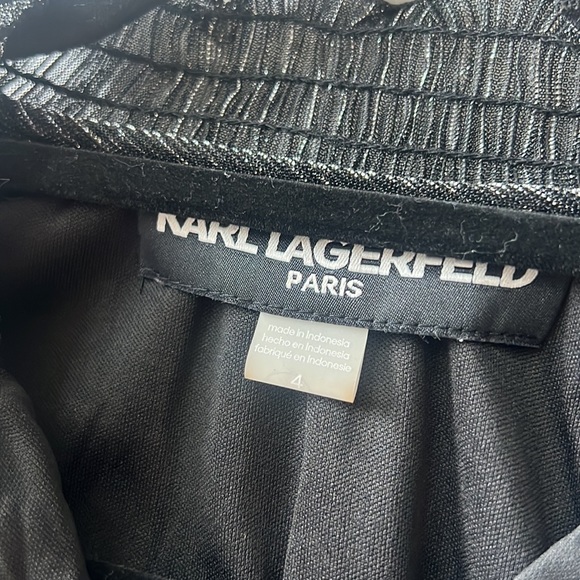 KARL LAGERFELD
PARIS
made in Indonesia
hecho en Indonesia
fabriqué en Indonésie
4